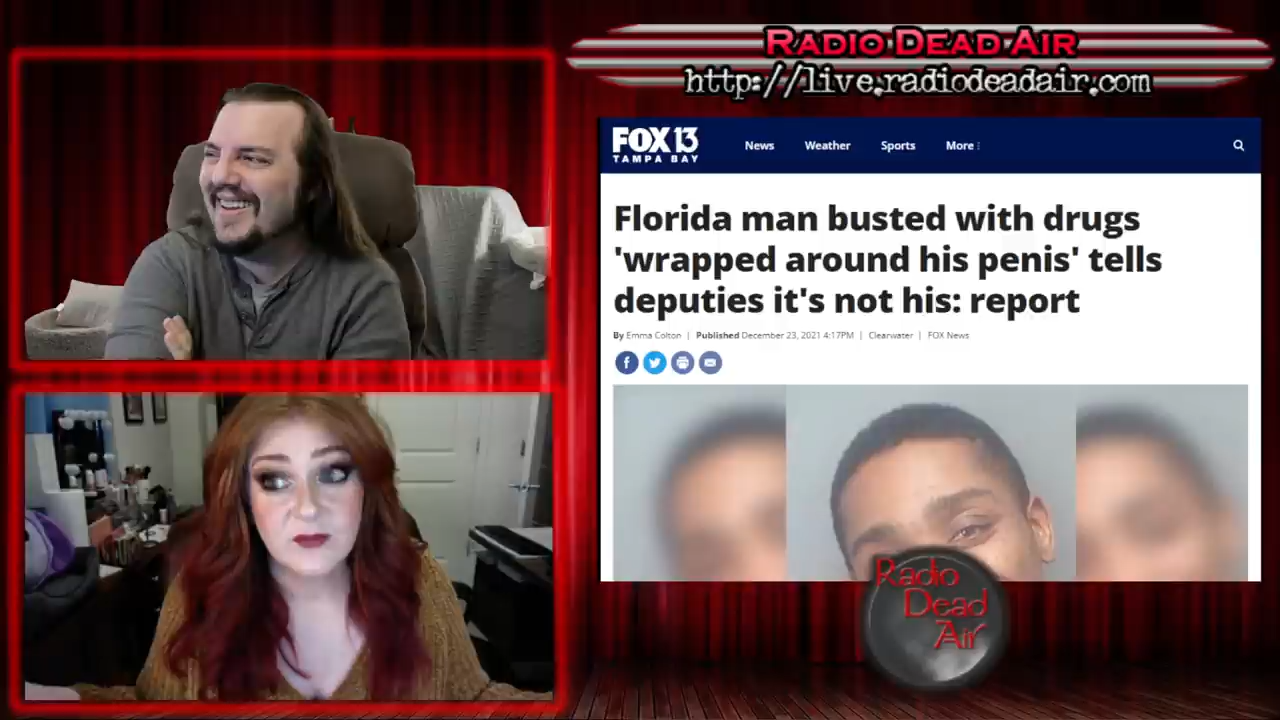 RADIO DEAD AIR
http://live.radiodeadair.com
FOX 13
TAMPA BAY
News Weather Sports More
Florida man busted with drugs
'wrapped around his penis' tells
deputies it's not his: report
By Emma Colton | Published December 23, 2021 4:17PM | Clearwater | FOX News
Radio
Dead
Air